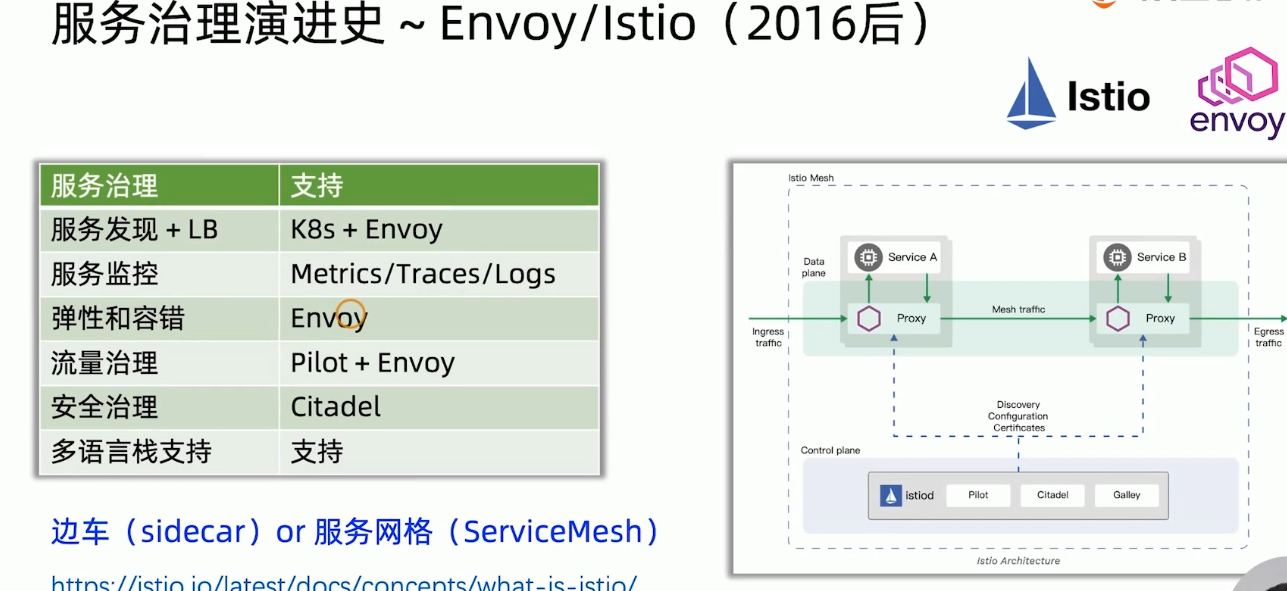 服务治理演进史 ~ Envoy/Istio（2016后）
Istio
envoy
服务治理 支持
服务发现 + LB K8s + Envoy
服务监控 Metrics/Traces/Logs
弹性和容错 Envoy
流量治理 Pilot + Envoy
安全治理 Citadel
多语言栈支持 支持
边车（sidecar）or 服务网格（ServiceMesh）
https://istio.io/latest/docs/concepts/what-is-istio/
Istio Mesh
Data
plane
Service A
Service B
Ingress
traffic
Proxy
Mesh traffic
Proxy
Egress
traffic
Discovery
Configuration
Certificates
Control plane
istiod
Pilot
Citadel
Galley
Istio Architecture